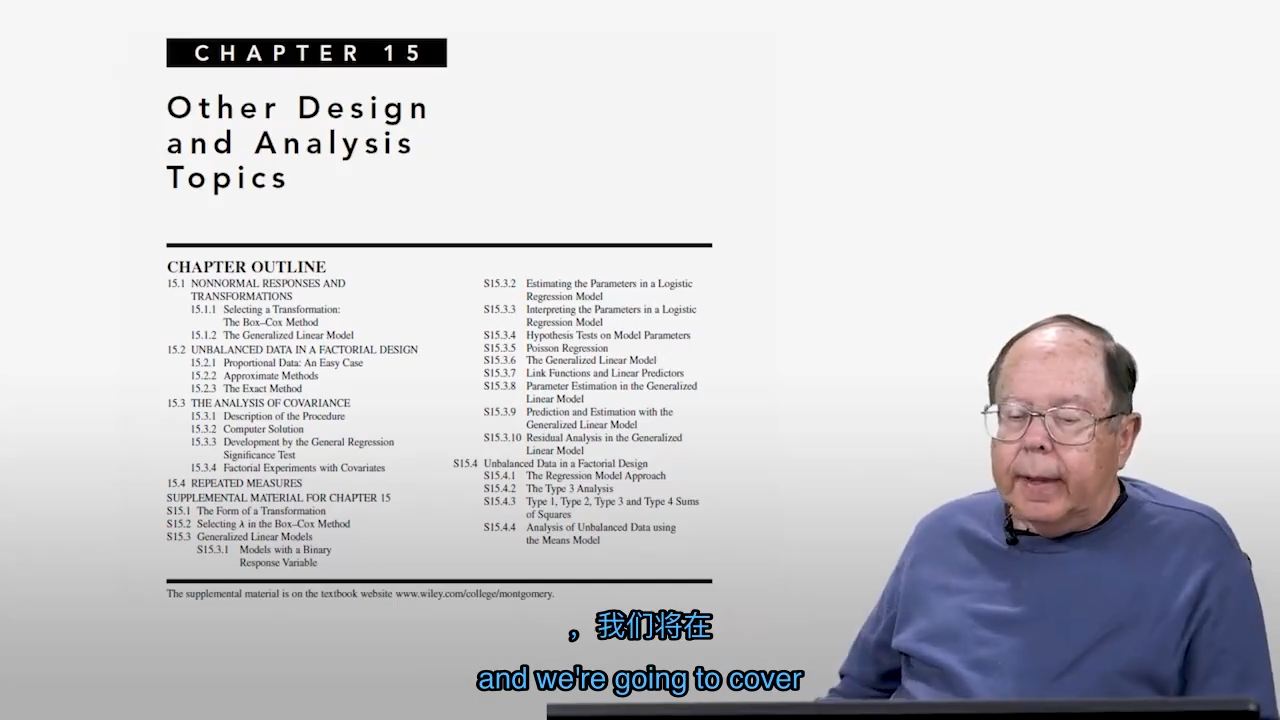 CHAPTER 15
Other Design
and Analysis
Topics
CHAPTER OUTLINE
15.1 NONNORMAL RESPONSES AND
TRANSFORMATIONS
15.1.1 Selecting a Transformation:
The Box–Cox Method
15.1.2 The Generalized Linear Model
15.2 UNBALANCED DATA IN A FACTORIAL DESIGN
15.2.1 Proportional Data: An Easy Case
15.2.2 Approximate Methods
15.2.3 The Exact Method
15.3 THE ANALYSIS OF COVARIANCE
15.3.1 Description of the Procedure
15.3.2 Computer Solution
15.3.3 Development by the General Regression
Significance Test
15.3.4 Factorial Experiments with Covariates
15.4 REPEATED MEASURES
SUPPLEMENTAL MATERIAL FOR CHAPTER 15
S15.1 The Form of a Transformation
S15.2 Selecting λ in the Box–Cox Method
S15.3 Generalized Linear Models
S15.3.1 Models with a Binary
Response Variable
S15.3.2 Estimating the Parameters in a Logistic
Regression Model
S15.3.3 Interpreting the Parameters in a Logistic
Regression Model
S15.3.4 Hypothesis Tests on Model Parameters
S15.3.5 Poisson Regression
S15.3.6 The Generalized Linear Model
S15.3.7 Link Functions and Linear Predictors
S15.3.8 Parameter Estimation in the Generalized
Linear Model
S15.3.9 Prediction and Estimation with the
Generalized Linear Model
S15.3.10 Residual Analysis in the Generalized
Linear Model
S15.4 Unbalanced Data in a Factorial Design
S15.4.1 The Regression Model Approach
S15.4.2 The Type 3 Analysis
S15.4.3 Type 1, Type 2, Type 3 and Type 4 Sums
of Squares
S15.4.4 Analysis of Unbalanced Data using
the Means Model
The supplemental material is on the textbook website www.wiley.com/college/montgomery.
，我们将在
and we're going to cover